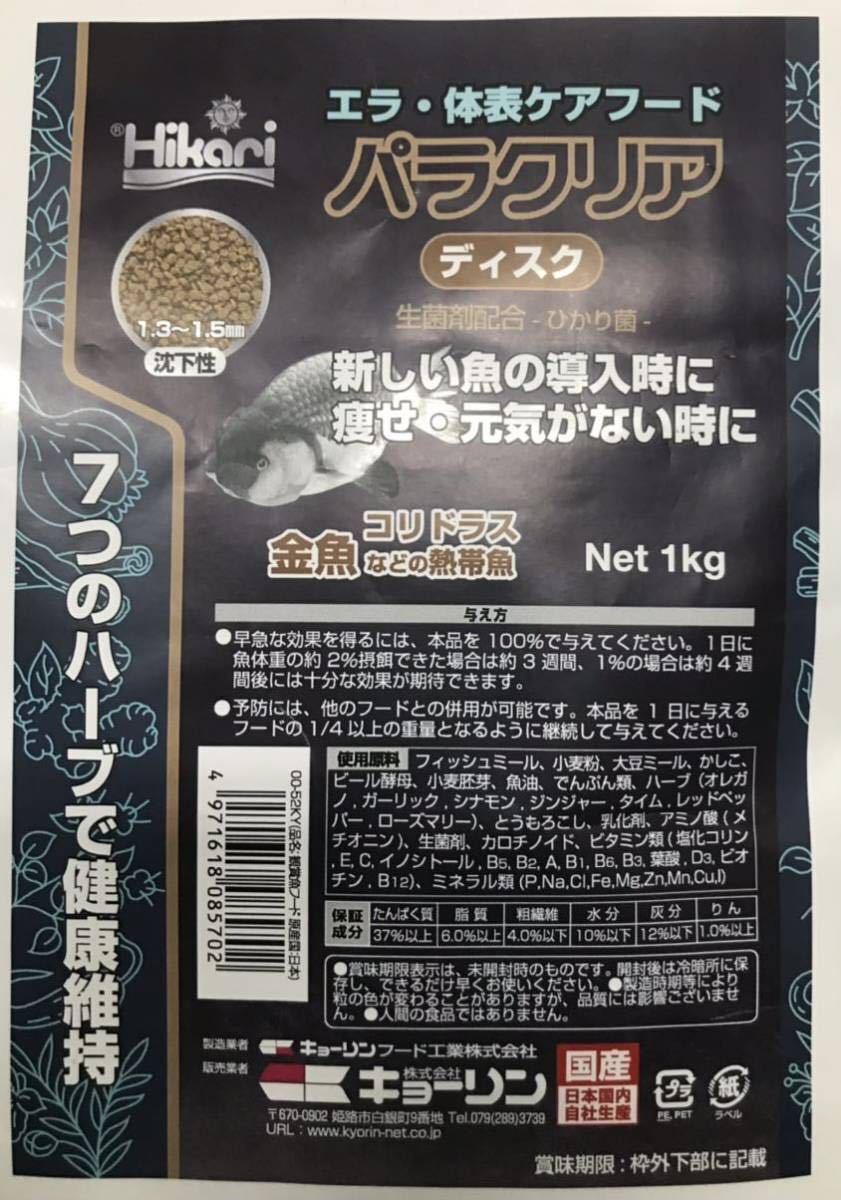 ®Hikari
エラ・体表ケアフード
パラクリア
ディスク
生菌剤配合 - ひかり菌 -
1.3〜1.5mm
沈下性
新しい魚の導入時に
痩せ・元気がない時に
金魚 コリドラス
などの熱帯魚
Net 1kg
7つのハーブで健康維持
与え方
●早急な効果を得るには、本品を100%で与えてください。1日に
魚体重の約2%摂餌できた場合は約3週間、1%の場合は約4週
間後には十分な効果が期待できます。
●予防には、他のフードとの併用が可能です。本品を1日に与える
フードの1/4以上の重量となるように継続して与えてください。
使用原料 フィッシュミール、小麦粉、大豆ミール、かしこ、
ビール酵母、小麦胚芽、魚油、でんぷん類、ハーブ(オレガ
ノ,ガーリック,シナモン,ジンジャー,タイム,レッドペッ
パー,ローズマリー)、とうもろこし、乳化剤、アミノ酸(メ
チオニン)、生菌剤、カロチノイド、ビタミン類(塩化コリン
,E,C,イノシトール,B5,B2,A,B1,B6,B3,葉酸,D3,ビオ
チン,B12)、ミネラル類(P,Na,Cl,Fe,Mg,Zn,Mn,Cu,I)
保証成分 たんぱく質 脂質 粗繊維 水分 灰分 りん
37%以上 6.0%以上 4.0%以下 10%以下 12%以下 1.0%以上
●賞味期限表示は、未開封時のものです。開封後は冷暗所に保
存し、できるだけ早くお使いください。●製造時期等により
粒の色が変わることがありますが、品質には影響ございませ
ん。●人間の食品ではありません。
00-52KY(品名:観賞魚フード 原産国:日本)
4 971618 085702
製造業者 キョーリンフード工業株式会社
販売業者 株式会社キョーリン
〒670-0902 姫路市白銀町9番地 Tel.079(289)3739
URL:www.kyorin-net.co.jp
国産
日本国内
自社生産
プラ
PE, PET
紙
ラベル
賞味期限:枠外下部に記載